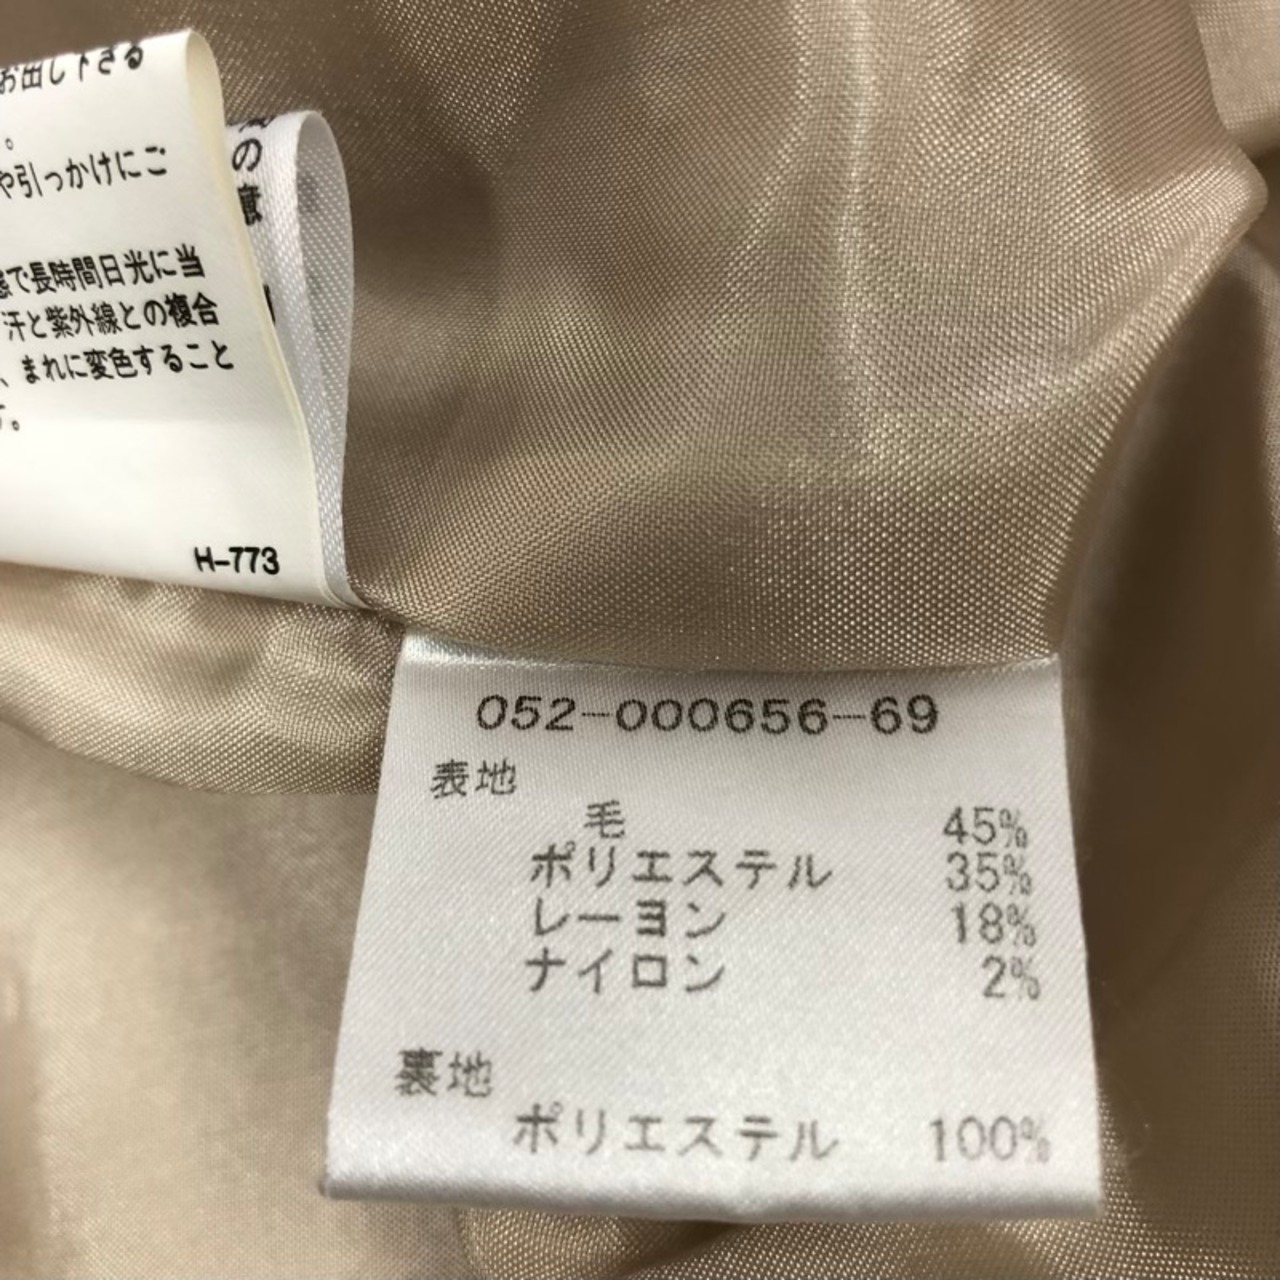 お出し下さる
。
や引っかけにご
態で長時間日光に当
汗と紫外線との複合
、まれに変色すること
す。
H-773
の
意
052-000656-69
表地
毛 45%
ポリエステル 35%
レーヨン 18%
ナイロン 2%
裏地
ポリエステル 100%